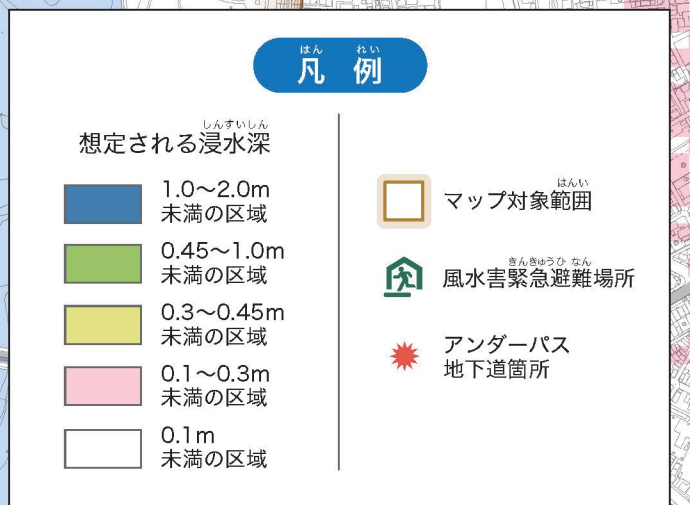 はん れい
凡 例
しんすいしん
想定される浸水深
1.0～2.0m
未満の区域
0.45～1.0m
未満の区域
0.3～0.45m
未満の区域
0.1～0.3m
未満の区域
0.1m
未満の区域
はんい
マップ対象範囲
きんきゅうひ なん
風水害緊急避難場所
アンダーパス
地下道箇所